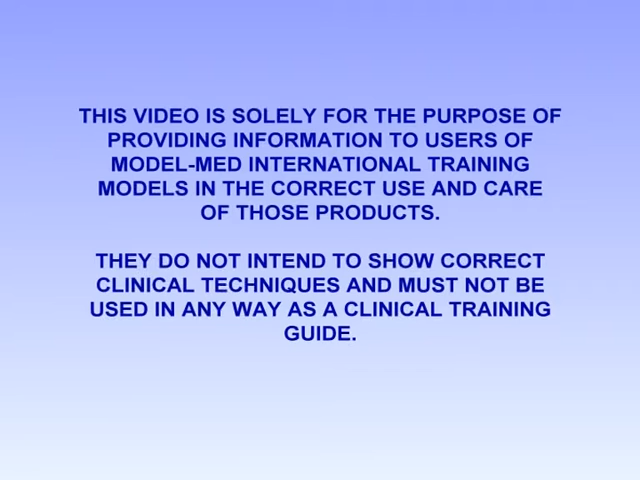 THIS VIDEO IS SOLELY FOR THE PURPOSE OF
PROVIDING INFORMATION TO USERS OF
MODEL-MED INTERNATIONAL TRAINING
MODELS IN THE CORRECT USE AND CARE
OF THOSE PRODUCTS.
THEY DO NOT INTEND TO SHOW CORRECT
CLINICAL TECHNIQUES AND MUST NOT BE
USED IN ANY WAY AS A CLINICAL TRAINING
GUIDE.